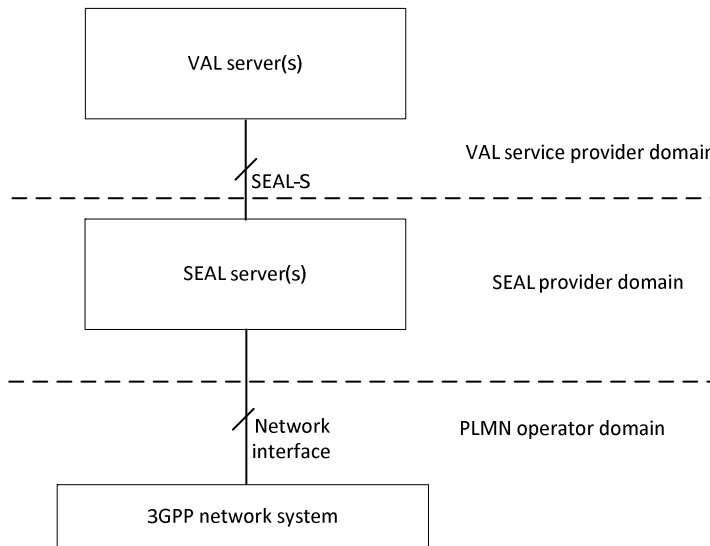 VAL server(s)
VAL service provider domain
SEAL-S
SEAL server(s)
SEAL provider domain
Network
interface
PLMN operator domain
3GPP network system